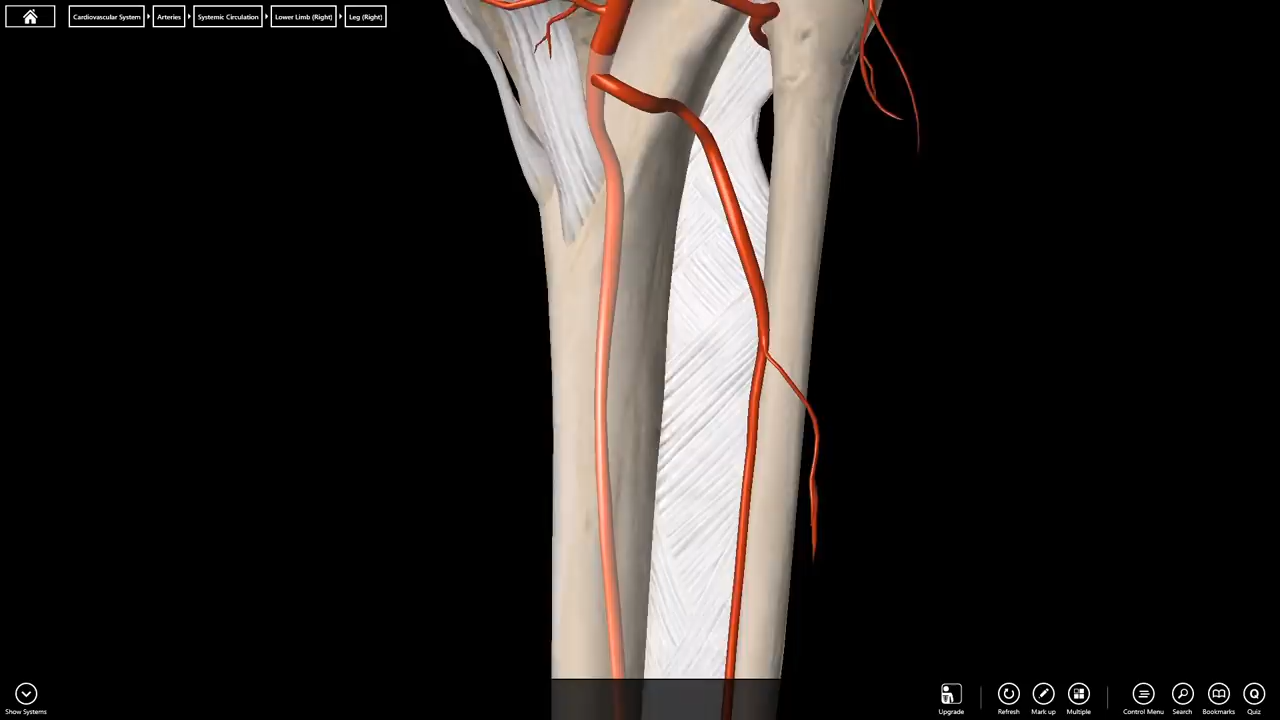 Cardiovascular System
Arteries
Systemic Circulation
Lower Limb (Right)
Leg (Right)
Show Systems
Upgrade
Refresh
Mark up
Multiple
Control Menu
Search
Bookmarks
Quiz